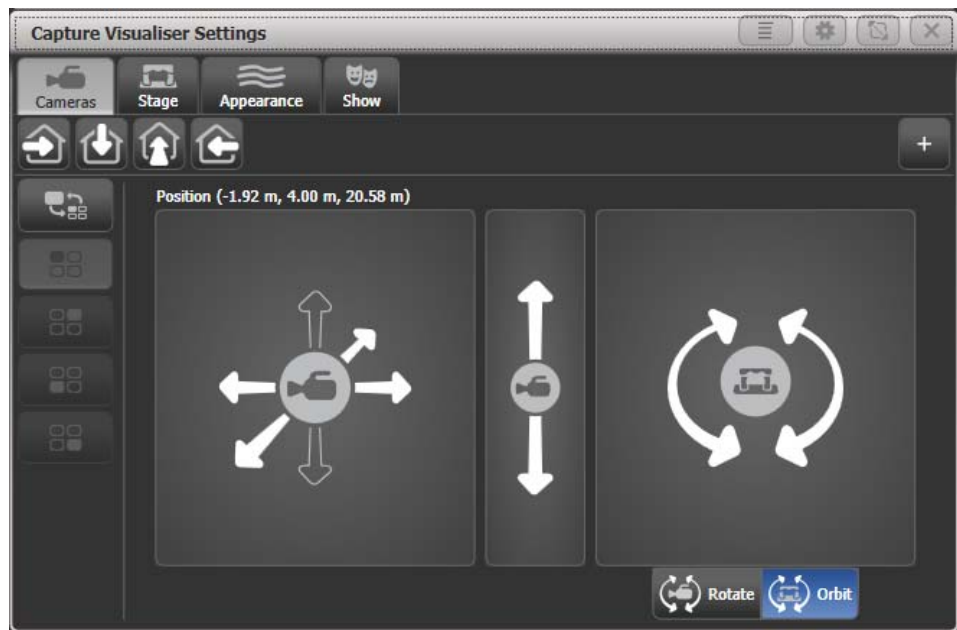 Capture Visualiser Settings
Cameras Stage Appearance Show
+
Position (-1.92 m, 4.00 m, 20.58 m)
Rotate Orbit